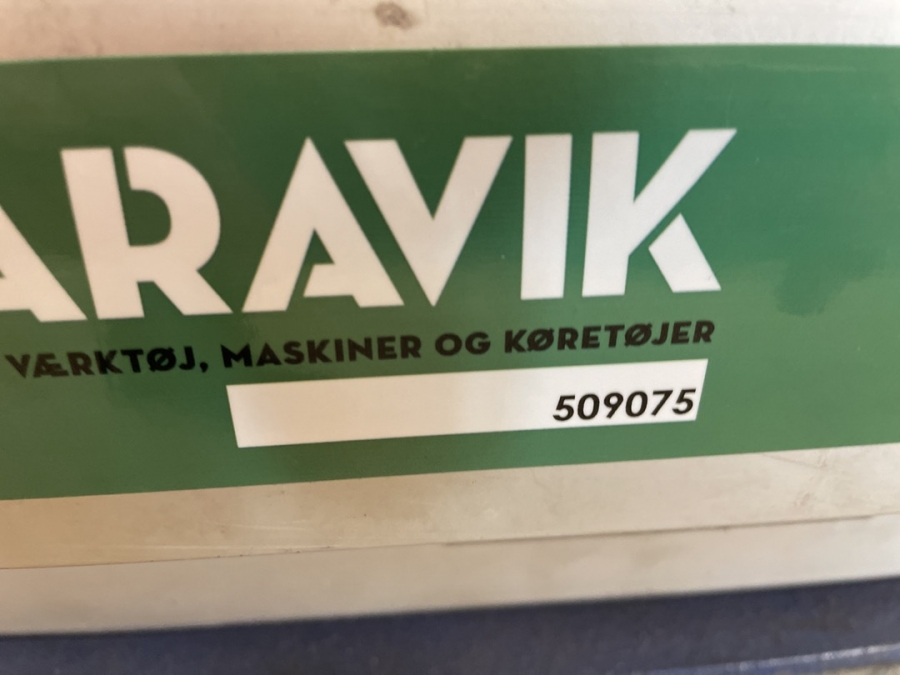 ARAVIK
VÆRKTØJ, MASKINER OG KØRETØJER
509075